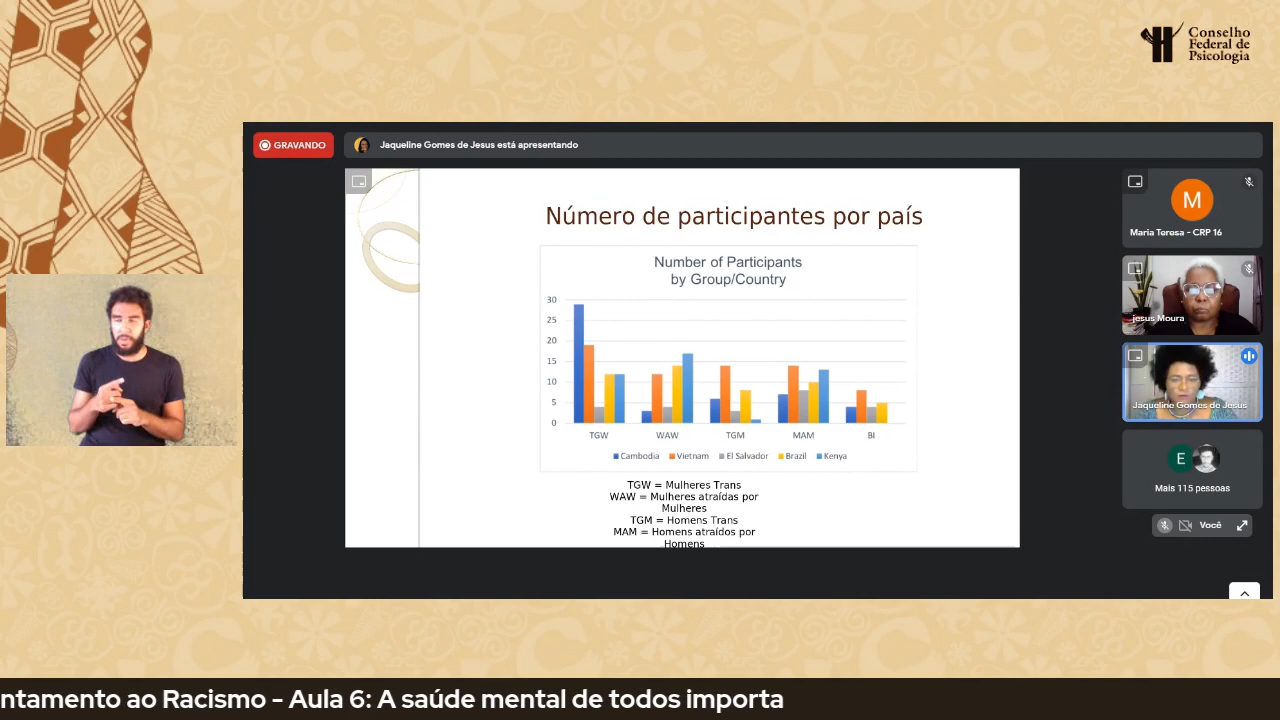 Conselho
Federal de
Psicologia
GRAVANDO
Jaqueline Gomes de Jesus está apresentando
Número de participantes por país
Number of Participants
by Group/Country
30
25
20
15
10
5
0
TGW WAW TGM MAM BI
Cambodia Vietnam El Salvador Brazil Kenya
TGW = Mulheres Trans
WAW = Mulheres atraídas por
Mulheres
TGM = Homens Trans
MAM = Homens atraídos por
Homens
M
Maria Teresa - CRP 16
jesus Moura
Jaqueline Gomes de Jesus
E
Mais 115 pessoas
Você
ntamento ao Racismo - Aula 6: A saúde mental de todos importa